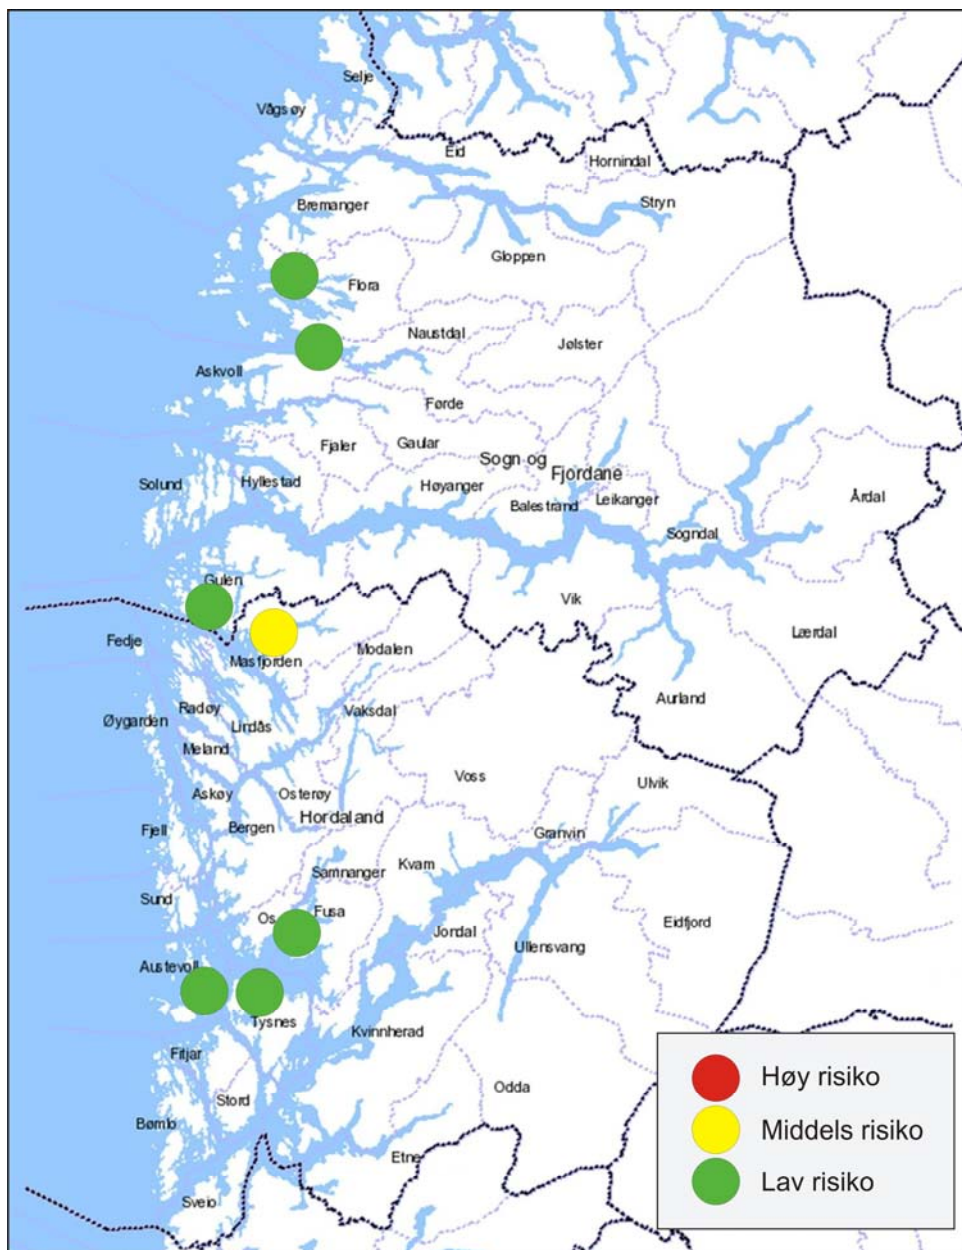 Selje
Vågsøy
Eid
Hornindal
Stryn
Bremanger
Gloppen
Flora
Naustdal
Jølster
Askvoll
Førde
Fjaler
Gaular
Sogn og
Fjordane
Hyllestad
Solund
Høyanger
Leikanger
Balestrand
Årdal
Sogndal
Gulen
Vik
Lærdal
Fedje
Masfjorden
Modalen
Aurland
Radøy
Vaksdal
Øygarden
Lindås
Meland
Voss
Ulvik
Askøy
Osterøy
Hordaland
Fjell
Bergen
Granvin
Samnanger
Kvam
Sund
Os
Fusa
Eidfjord
Jordal
Ullensvang
Austevoll
Tysnes
Kvinnherad
Fitjar
Odda
Stord
Bømlo
Etne
Sveio
Høy risiko
Middels risiko
Lav risiko